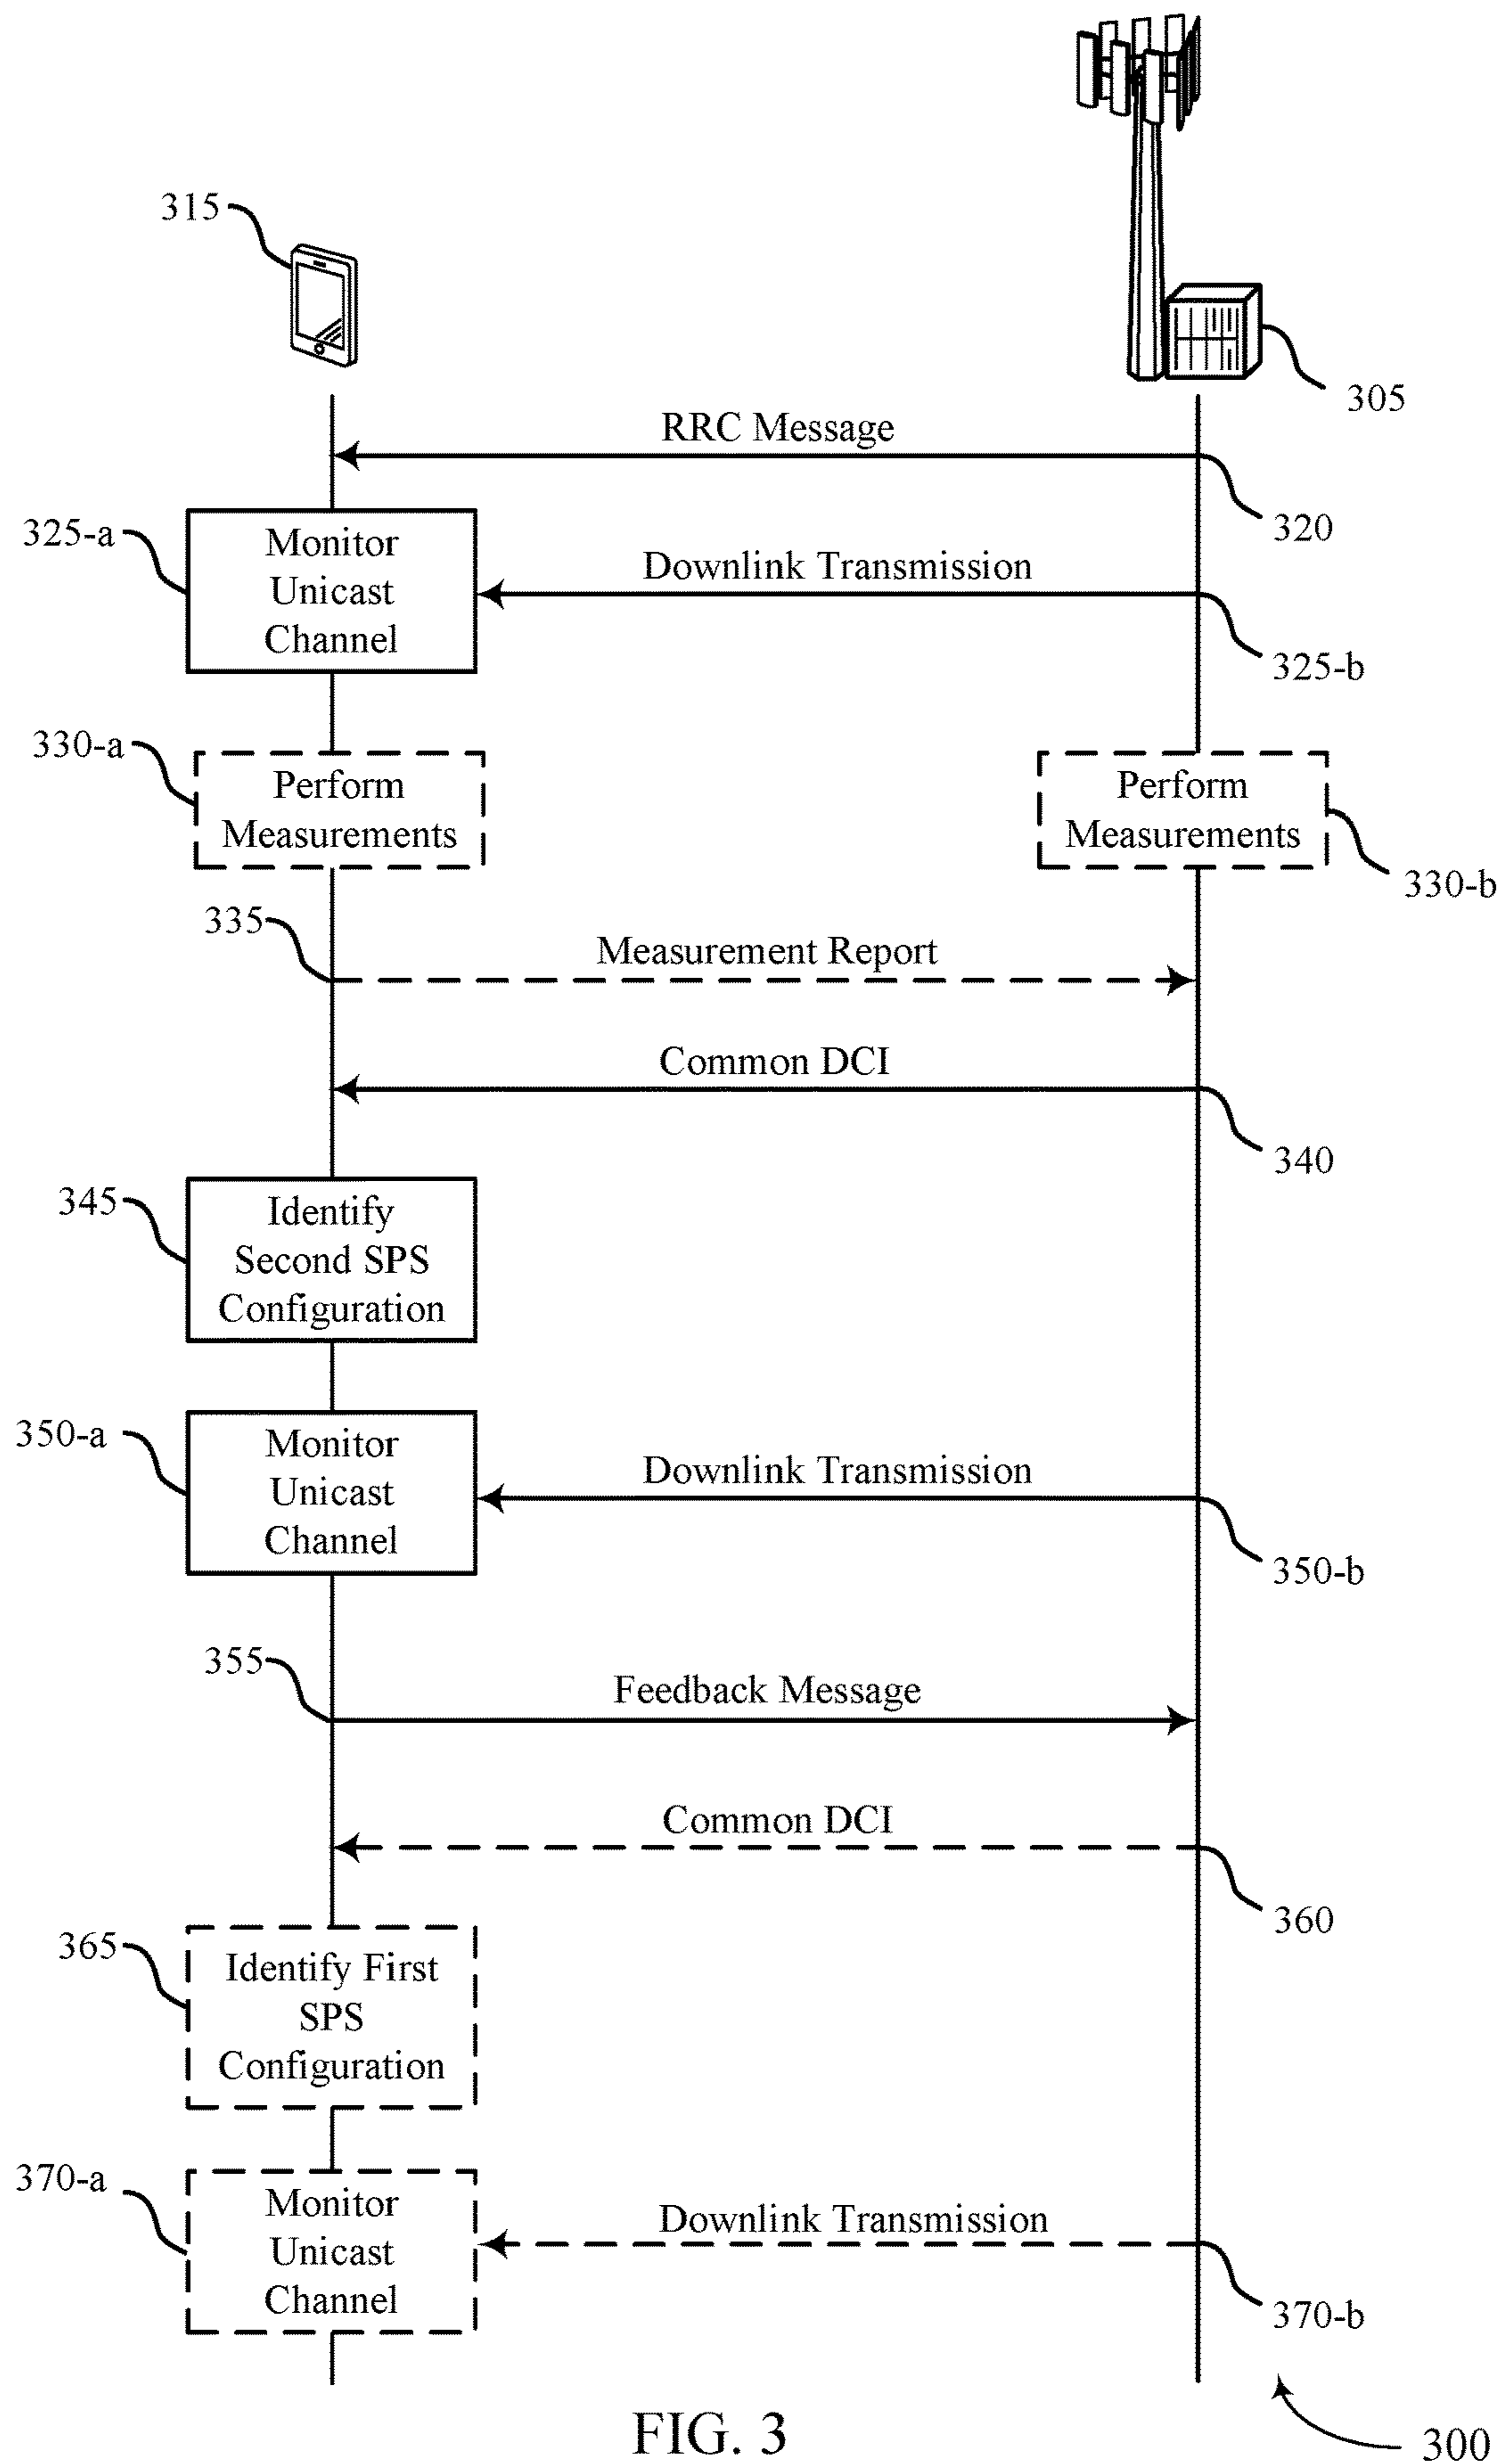 315
305
RRC Message
320
325-a
Monitor
Unicast
Channel
Downlink Transmission
325-b
330-a
Perform
Measurements
Perform
Measurements
330-b
335
Measurement Report
Common DCI
340
345
Identify
Second SPS
Configuration
350-a
Monitor
Unicast
Channel
Downlink Transmission
350-b
355
Feedback Message
Common DCI
360
365
Identify First
SPS
Configuration
370-a
Monitor
Unicast
Channel
Downlink Transmission
370-b
FIG. 3
300